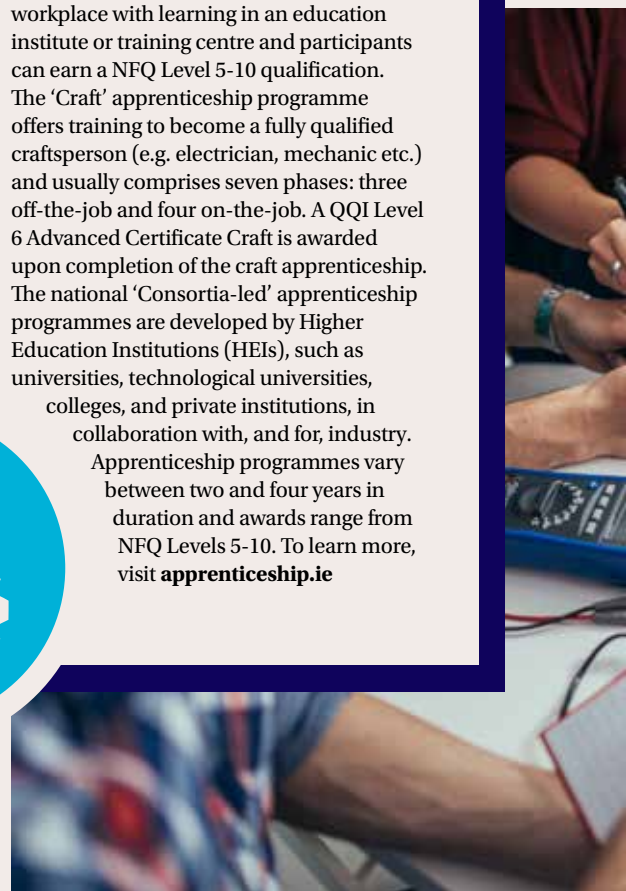 workplace with learning in an education
institute or training centre and participants
can earn a NFQ Level 5-10 qualification.
The ‘Craft’ apprenticeship programme
offers training to become a fully qualified
craftsperson (e.g. electrician, mechanic etc.)
and usually comprises seven phases: three
off-the-job and four on-the-job. A QQI Level
6 Advanced Certificate Craft is awarded
upon completion of the craft apprenticeship.
The national ‘Consortia-led’ apprenticeship
programmes are developed by Higher
Education Institutions (HEIs), such as
universities, technological universities,
colleges, and private institutions, in
collaboration with, and for, industry.
Apprenticeship programmes vary
between two and four years in
duration and awards range from
NFQ Levels 5-10. To learn more,
visit apprenticeship.ie